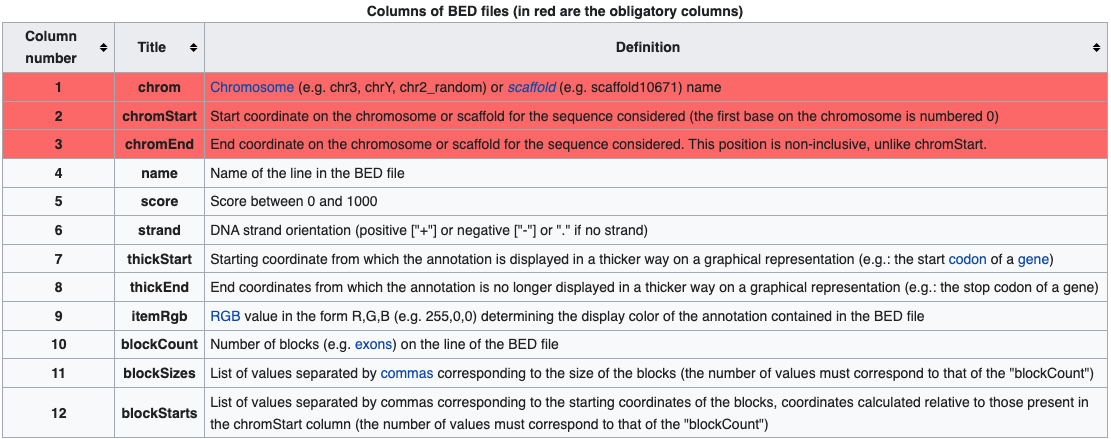 Columns of BED files (in red are the obligatory columns)
Column number Title Definition
1 chrom Chromosome (e.g. chr3, chrY, chr2_random) or scaffold (e.g. scaffold10671) name
2 chromStart Start coordinate on the chromosome or scaffold for the sequence considered (the first base on the chromosome is numbered 0)
3 chromEnd End coordinate on the chromosome or scaffold for the sequence considered. This position is non-inclusive, unlike chromStart.
4 name Name of the line in the BED file
5 score Score between 0 and 1000
6 strand DNA strand orientation (positive ["+"] or negative ["-"] or "." if no strand)
7 thickStart Starting coordinate from which the annotation is displayed in a thicker way on a graphical representation (e.g.: the start codon of a gene)
8 thickEnd End coordinates from which the annotation is no longer displayed in a thicker way on a graphical representation (e.g.: the stop codon of a gene)
9 itemRgb RGB value in the form R,G,B (e.g. 255,0,0) determining the display color of the annotation contained in the BED file
10 blockCount Number of blocks (e.g. exons) on the line of the BED file
11 blockSizes List of values separated by commas corresponding to the size of the blocks (the number of values must correspond to that of the "blockCount")
12 blockStarts List of values separated by commas corresponding to the starting coordinates of the blocks, coordinates calculated relative to those present in
the chromStart column (the number of values must correspond to that of the "blockCount")